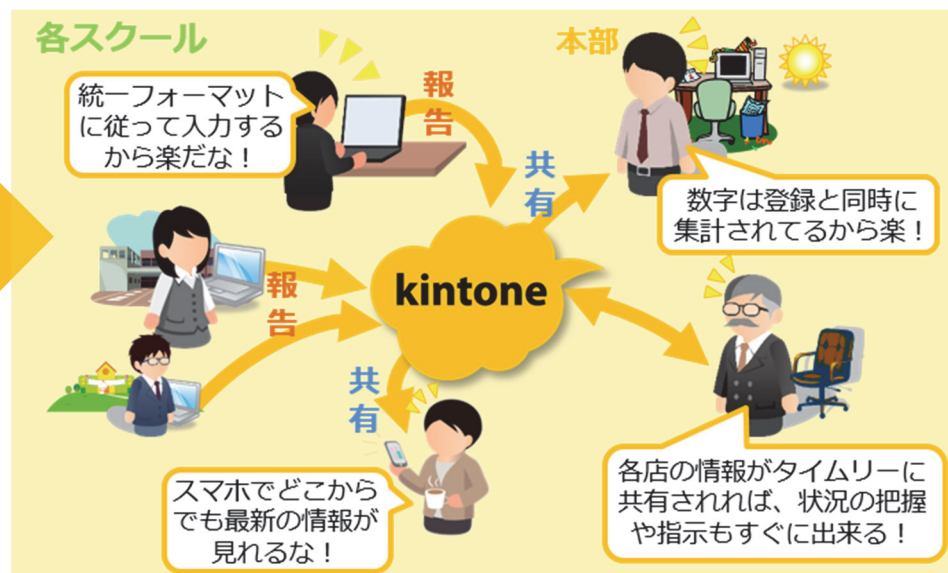 各スクール
統一フォーマット
に従って入力する
から楽だな！
報告
本部
共有
数字は登録と同時に
集計されてるから楽！
報告
kintone
共有
スマホでどこから
でも最新の情報が
見れるな！
各店の情報がタイムリーに
共有されれば、状況の把握
や指示もすぐに出来る！